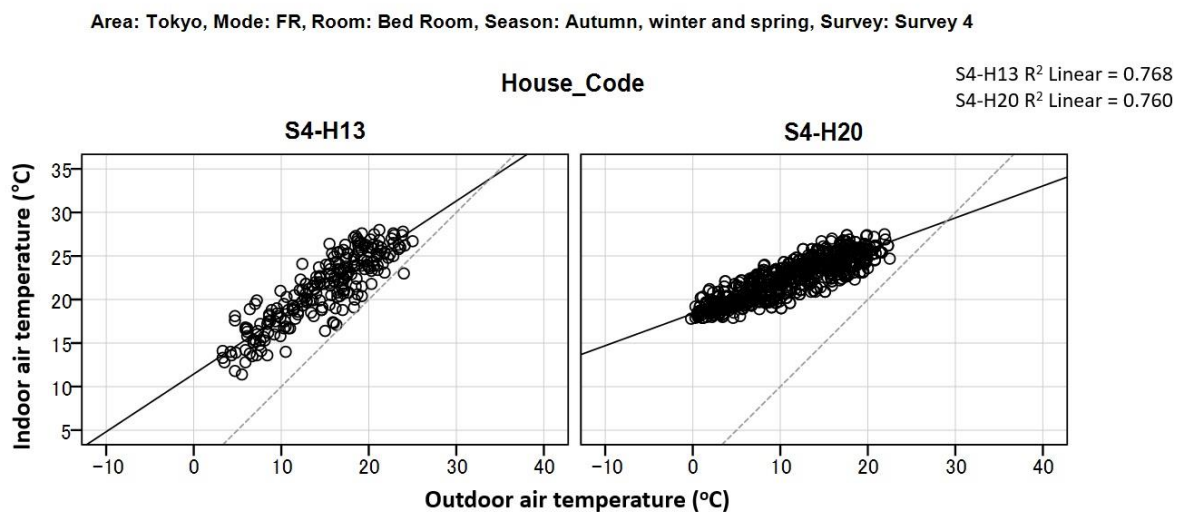 Area: Tokyo, Mode: FR, Room: Bed Room, Season: Autumn, winter and spring, Survey: Survey 4
House_Code
S4-H13 R² Linear = 0.768
S4-H20 R² Linear = 0.760
S4-H13
S4-H20
Indoor air temperature (°C)
35
30
25
20
15
10
5
-10 0 10 20 30 40
-10 0 10 20 30 40
Outdoor air temperature (°C)